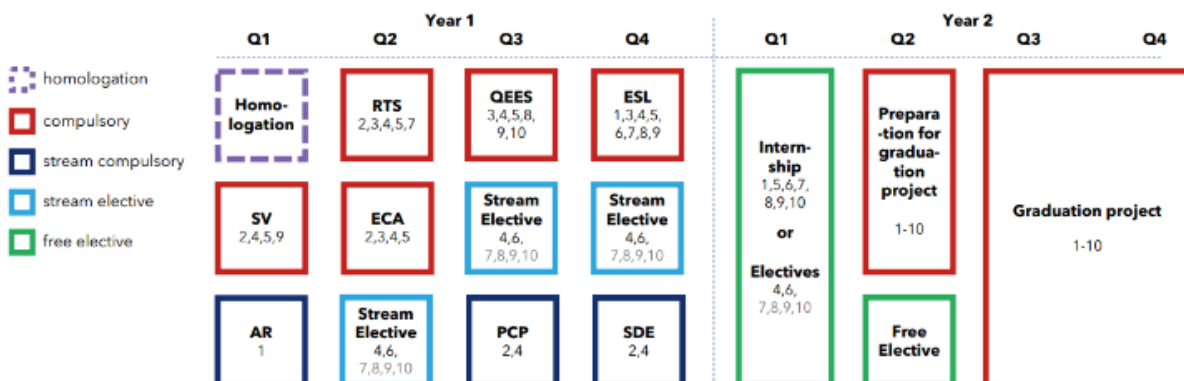 Year 1
Year 2
Q1
Q2
Q3
Q4
Q1
Q2
Q3
Q4
homologation
compulsory
stream compulsory
stream elective
free elective
Homo-
logation
RTS
2,3,4,5,7
QEES
3,4,5,8,
9,10
ESL
1,3,4,5,
6,7,8,9
SV
2,4,5,9
ECA
2,3,4,5
Stream
Elective
4,6,
7,8,9,10
Stream
Elective
4,6,
7,8,9,10
AR
1
Stream
Elective
4,6,
7,8,9,10
PCP
2,4
SDE
2,4
Intern-
ship
1,5,6,7,
8,9,10
or
Electives
4,6,
7,8,9,10
Prepara
-tion for
gradua-
tion
project
1-10
Free
Elective
Graduation project
1-10